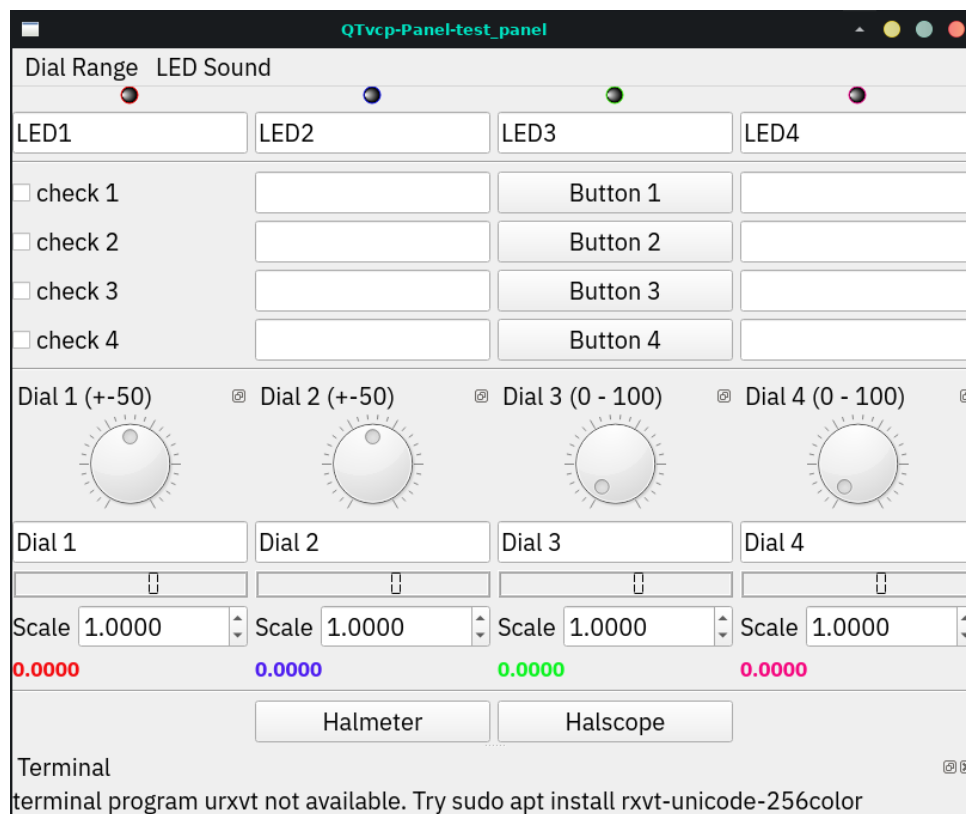 QTvcp-Panel-test_panel
Dial Range LED Sound
LED1 LED2 LED3 LED4
check 1 Button 1
check 2 Button 2
check 3 Button 3
check 4 Button 4
Dial 1 (+-50) Dial 2 (+-50) Dial 3 (0 - 100) Dial 4 (0 - 100)
Dial 1 Dial 2 Dial 3 Dial 4
0 0 0 0
Scale 1.0000 Scale 1.0000 Scale 1.0000 Scale 1.0000
0.0000 0.0000 0.0000 0.0000
Halmeter Halscope
Terminal
terminal program urxvt not available. Try sudo apt install rxvt-unicode-256color